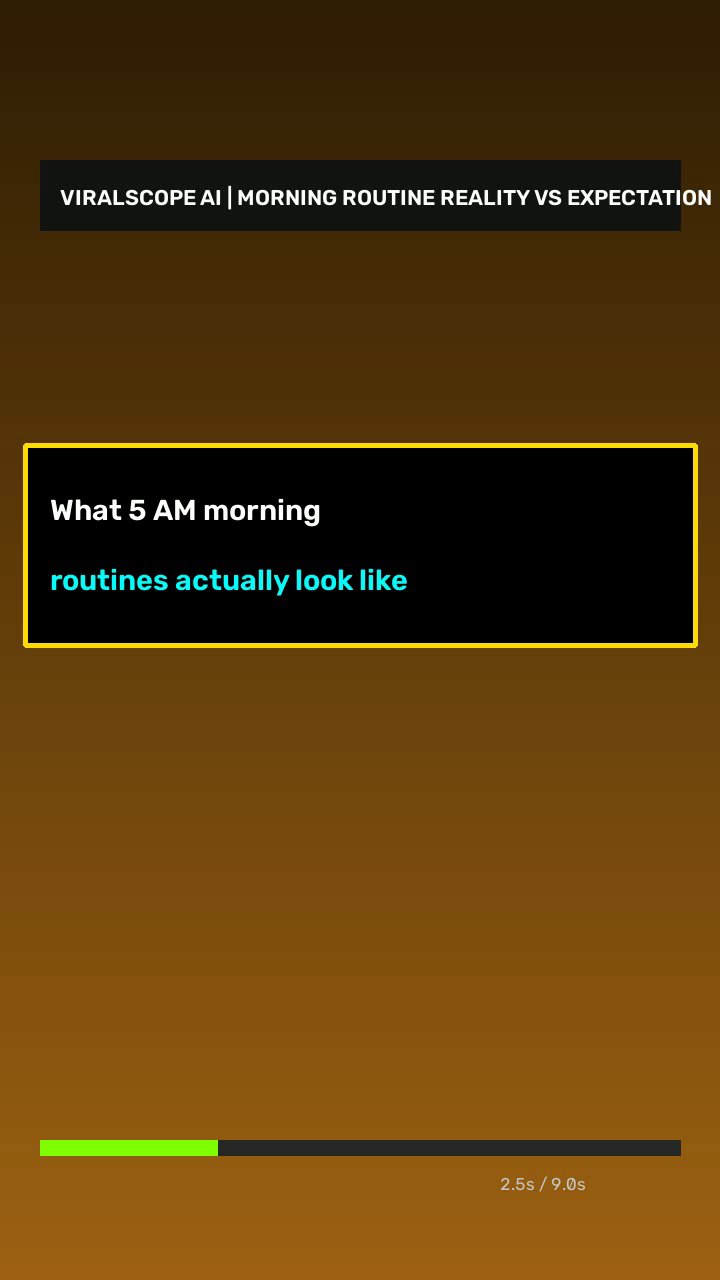 VIRALSCOPE AI | MORNING ROUTINE REALITY VS EXPECTATION
What 5 AM morning
routines actually look like
2.5s / 9.0s